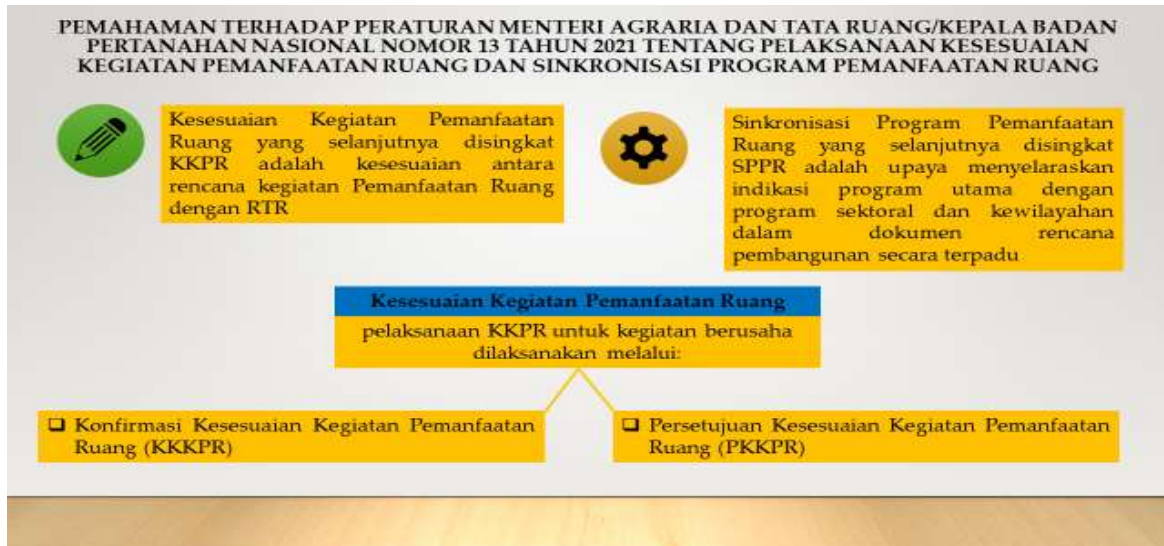 PEMAHAMAN TERHADAP PERATURAN MENTERI AGRARIA DAN TATA RUANG/KEPALA BADAN
PERTANAHAN NASIONAL NOMOR 13 TAHUN 2021 TENTANG PELAKSANAAN KESESUAIAN
KEGIATAN PEMANFAATAN RUANG DAN SINKRONISASI PROGRAM PEMANFAATAN RUANG
Kesesuaian Kegiatan Pemanfaatan
Ruang yang selanjutnya disingkat
KKPR adalah kesesuaian antara
rencana kegiatan Pemanfaatan Ruang
dengan RTR
Sinkronisasi Program Pemanfaatan
Ruang yang selanjutnya disingkat
SPPR adalah upaya menyelaraskan
indikasi program utama dengan
program sektoral dan kewilayahan
dalam dokumen rencana
pembangunan secara terpadu
Kesesuaian Kegiatan Pemanfaatan Ruang
pelaksanaan KKPR untuk kegiatan berusaha
dilaksanakan melalui:
❑ Konfirmasi Kesesuaian Kegiatan Pemanfaatan
Ruang (KKKPR)
❑ Persetujuan Kesesuaian Kegiatan Pemanfaatan
Ruang (PKKPR)